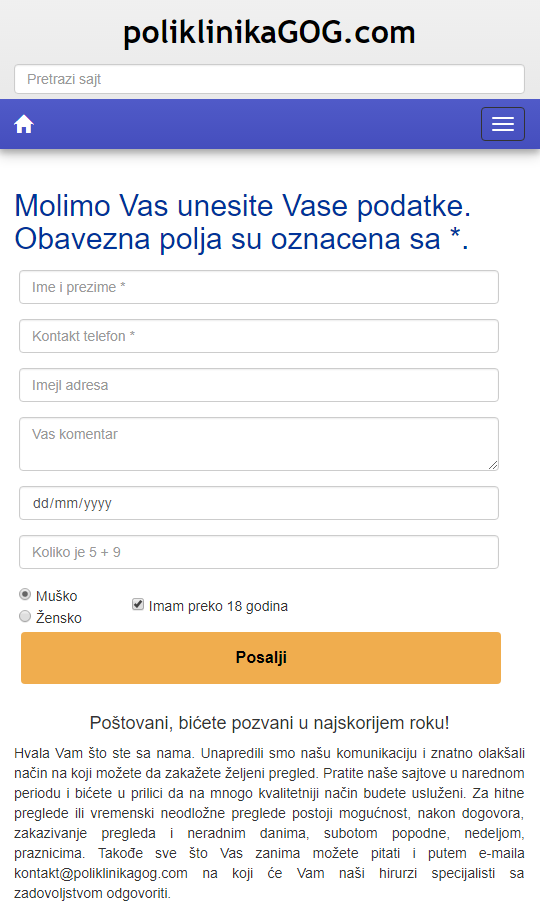 poliklinikaGOG.com
Pretrazi sajt
Molimo Vas unesite Vase podatke.
Obavezna polja su oznacena sa *.
Ime i prezime *
Kontakt telefon *
Imejl adresa
Vas komentar
dd/mm/yyyy
Koliko je 5 + 9
Muško
Žensko
Imam preko 18 godina
Posalji
Poštovani, bićete pozvani u najskorijem roku!
Hvala Vam što ste sa nama. Unapredili smo našu komunikaciju i znatno olakšali
način na koji možete da zakažete željeni pregled. Pratite naše sajtove u narednom
periodu i bićete u prilici da na mnogo kvalitetniji način budete usluženi. Za hitne
preglede ili vremenski neodložne preglede postoji mogućnost, nakon dogovora,
zakazivanje pregleda i neradnim danima, subotom popodne, nedeljom,
praznicima. Takođe sve što Vas zanima možete pitati i putem e-maila
kontakt@poliklinikagog.com na koji će Vam naši hirurzi specijalisti sa
zadovoljstvom odgovoriti.